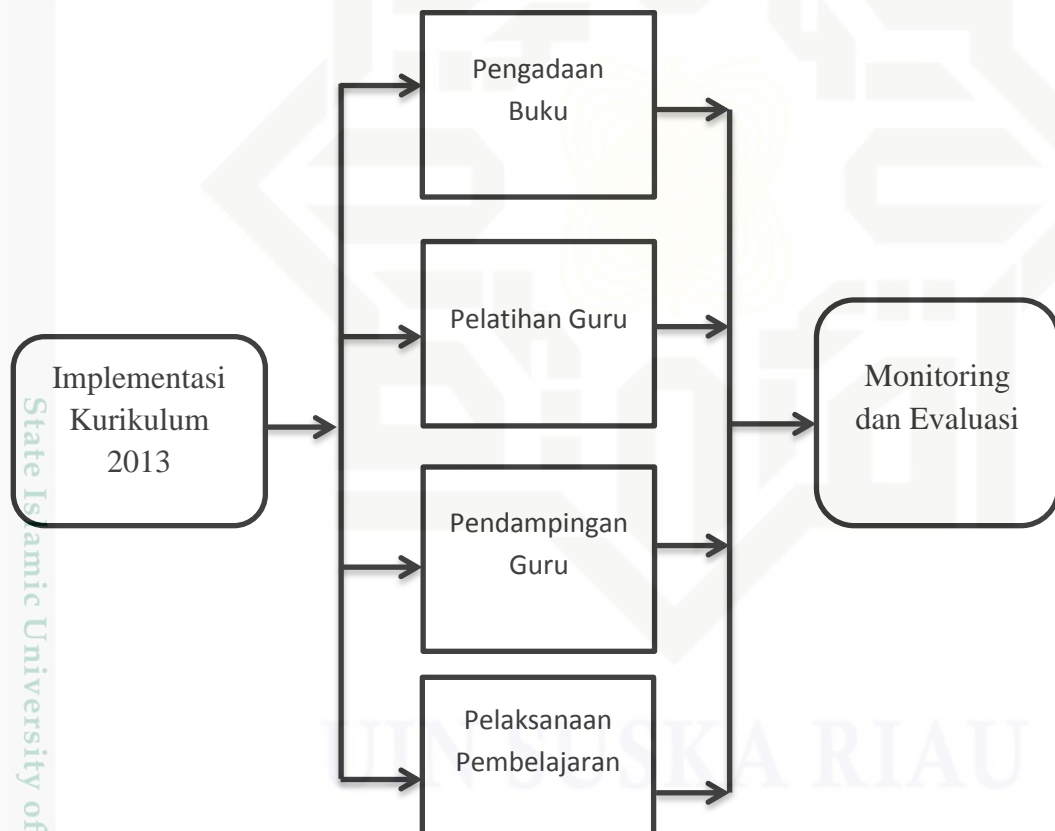 Pengadaan
Buku
Pelatihan Guru
Implementasi
Kurikulum
2013
Monitoring
dan Evaluasi
Pendampingan
Guru
Pelaksanaan
Pembelajaran
State Islamic University of
UIN SUSKA RIAU